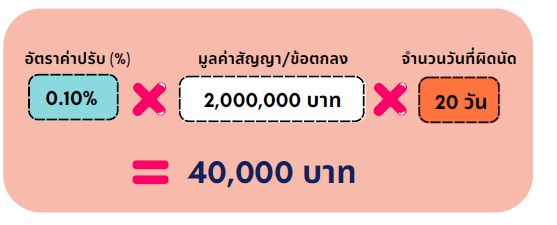 อัตราค่าปรับ (%) มูลค่าสัญญา/ข้อตกลง จำนวนวันที่ผิดนัด
0.10% × 2,000,000 บาท × 20 วัน
= 40,000 บาท